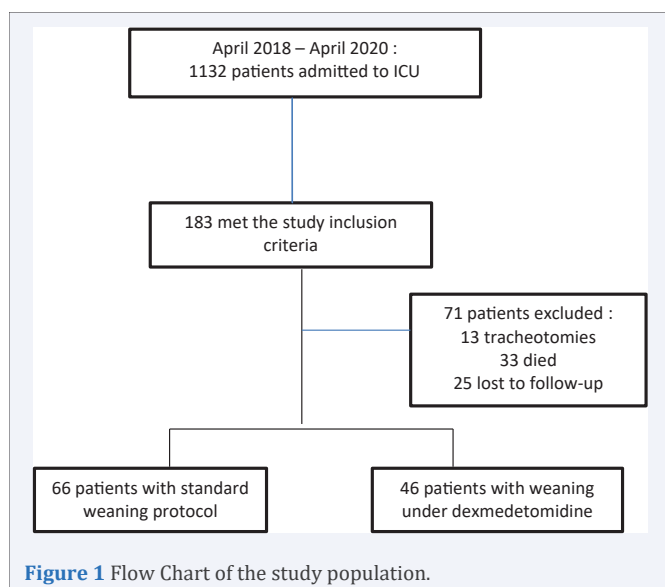 April 2018 – April 2020 :
1132 patients admitted to ICU
183 met the study inclusion
criteria
71 patients excluded :
13 tracheotomies
33 died
25 lost to follow-up
66 patients with standard
weaning protocol
46 patients with weaning
under dexmedetomidine
Figure 1 Flow Chart of the study population.